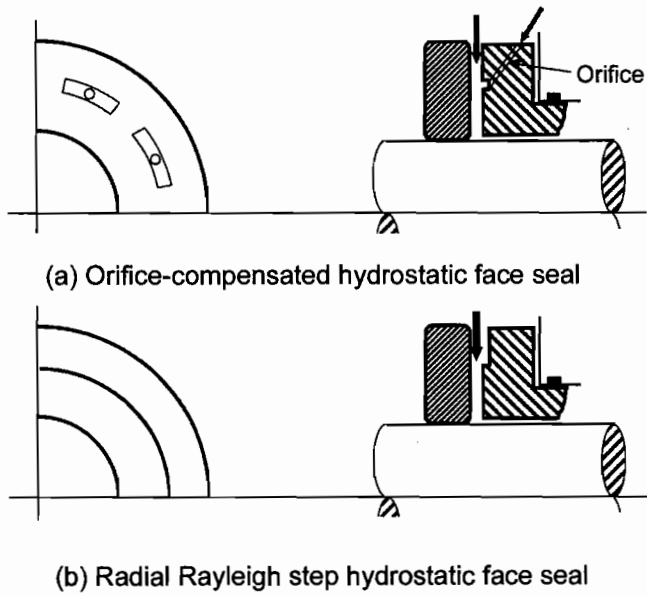 Orifice
(a) Orifice-compensated hydrostatic face seal
(b) Radial Rayleigh step hydrostatic face seal